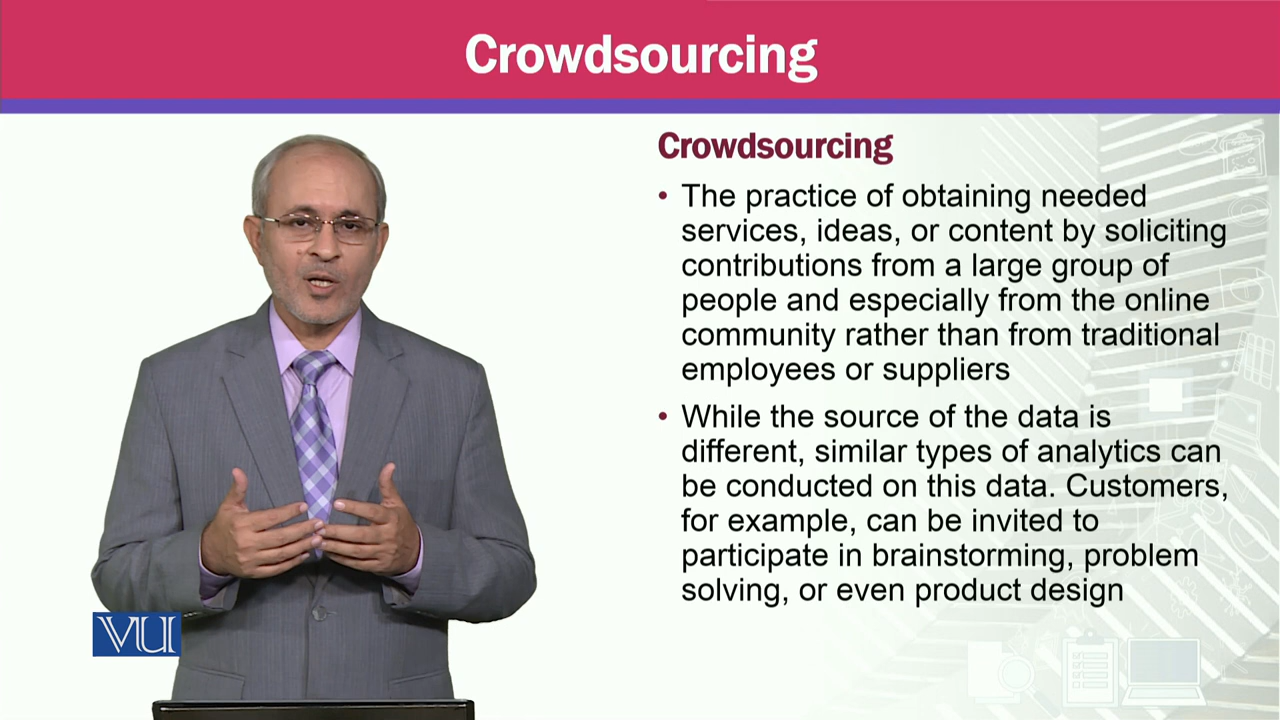 Crowdsourcing
Crowdsourcing
• The practice of obtaining needed
services, ideas, or content by soliciting
contributions from a large group of
people and especially from the online
community rather than from traditional
employees or suppliers
• While the source of the data is
different, similar types of analytics can
be conducted on this data. Customers,
for example, can be invited to
participate in brainstorming, problem
solving, or even product design
VU